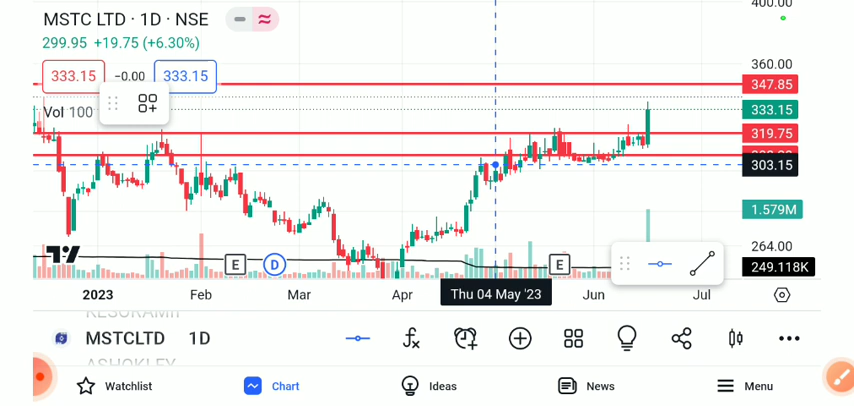 MSTC LTD · 1D · NSE
299.95 +19.75 (+6.30%)
333.15 −0.00 333.15
Vol 100
400.00
360.00
347.85
333.15
319.75
303.15
1.579M
264.00
249.118K
E D E
2023 Feb Mar Apr Thu 04 May '23 Jun Jul
MSTCLTD 1D
ASHOKLEY
Watchlist Chart Ideas News Menu